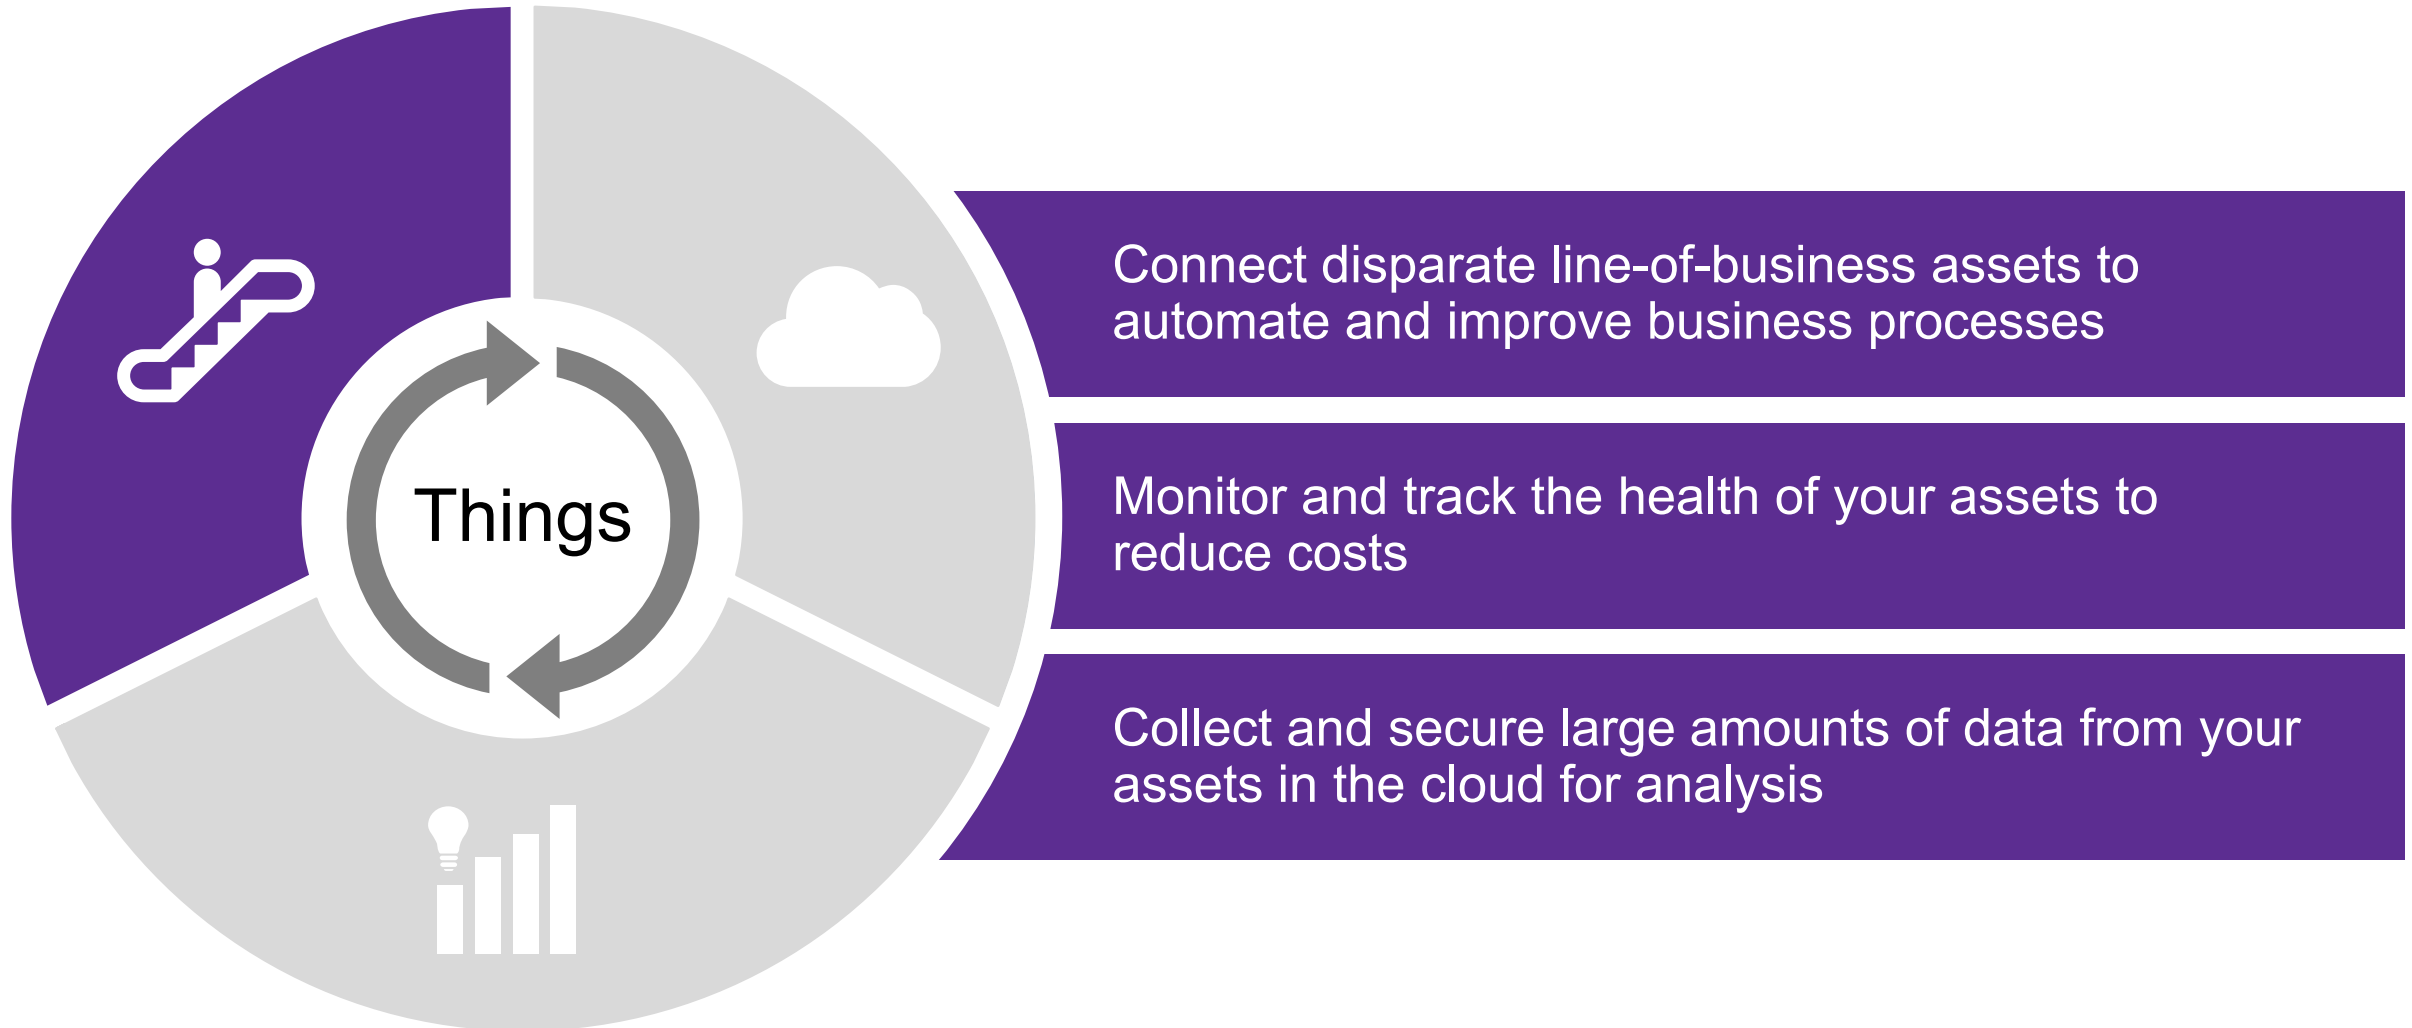 Things
Connect disparate line-of-business assets to
automate and improve business processes
Monitor and track the health of your assets to
reduce costs
Collect and secure large amounts of data from your
assets in the cloud for analysis